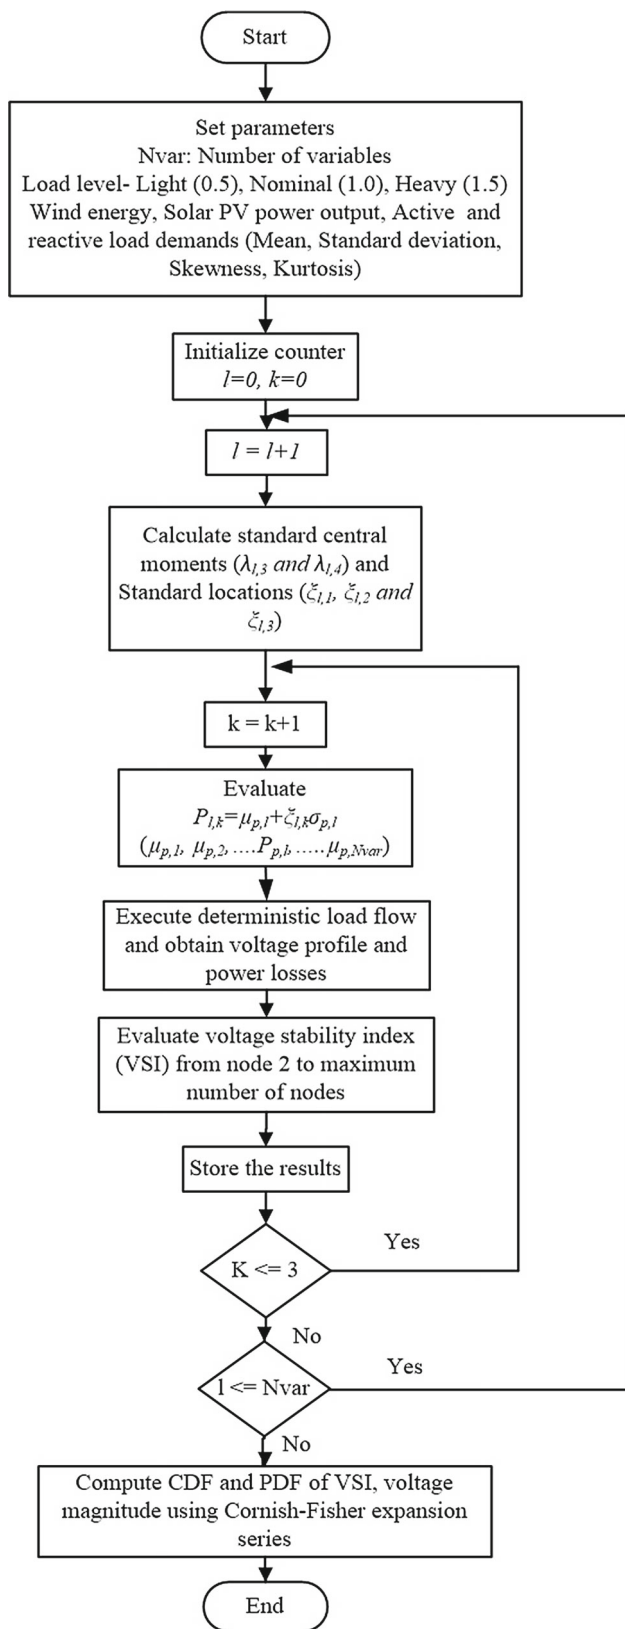 Start
Set parameters
Nvar: Number of variables
Load level- Light (0.5), Nominal (1.0), Heavy (1.5)
Wind energy, Solar PV power output, Active and
reactive load demands (Mean, Standard deviation,
Skewness, Kurtosis)
Initialize counter
l=0, k=0
l = l+1
Calculate standard central
moments (λl,3 and λl,4) and
Standard locations (ξl,1, ξl,2 and
ξl,3)
k = k+1
Evaluate
Pl,k=μp,l+ξl,kσp,l
(μp,1, μp,2, ....Pp,l, .....μp,Nvar)
Execute deterministic load flow
and obtain voltage profile and
power losses
Evaluate voltage stability index
(VSI) from node 2 to maximum
number of nodes
Store the results
Yes
K <= 3
No
Yes
l <= Nvar
No
Compute CDF and PDF of VSI, voltage
magnitude using Cornish-Fisher expansion
series
End